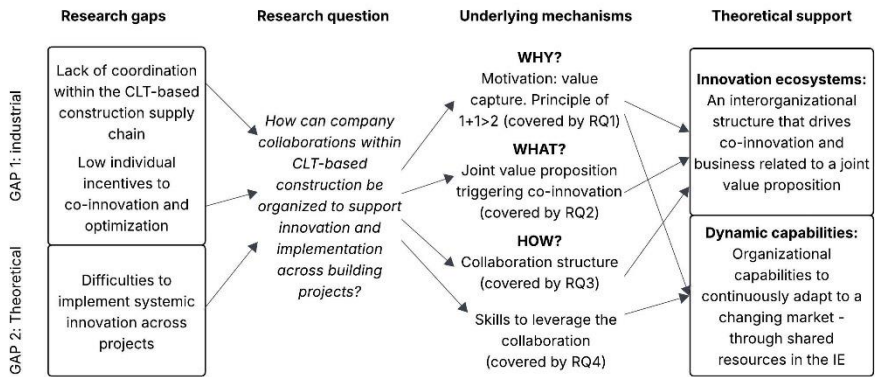 Research gaps
Research question
Underlying mechanisms
Theoretical support
GAP 1: industrial
Lack of coordination
within the CLT-based
construction supply
chain
Low individual
incentives to
co-innovation and
optimization
GAP 2: Theoretical
Difficulties to
implement systemic
innovation across
projects
How can company
collaborations within
CLT-based
construction be
organized to support
innovation and
implementation
across building
projects?
WHY?
Motivation: value
capture. Principle of
1+1>2 (covered by RQ1)
WHAT?
Joint value proposition
triggering co-innovation
(covered by RQ2)
HOW?
Collaboration structure
(covered by RQ3)
Skills to leverage the
collaboration
(covered by RQ4)
Innovation ecosystems:
An interorganizational
structure that drives
co-innovation and
business related to a joint
value proposition
Dynamic capabilities:
Organizational
capabilities to
continuously adapt to a
changing market -
through shared
resources in the IE